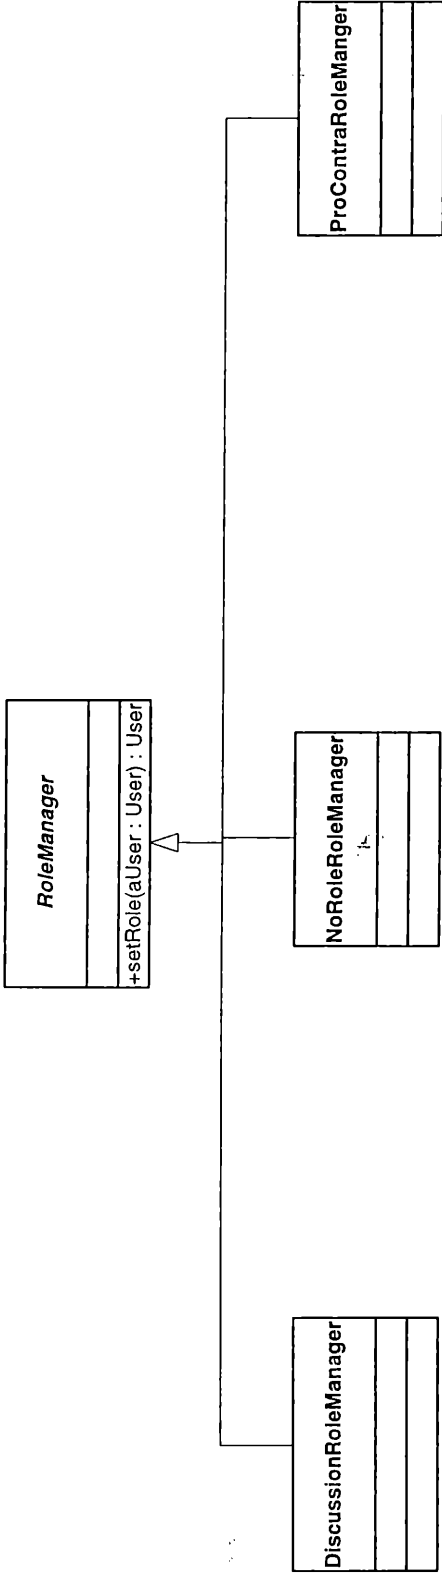 RoleManager
+setRole(aUser : User) : User
DiscussionRoleManager
NoRoleRoleManager
ProContraRoleManger